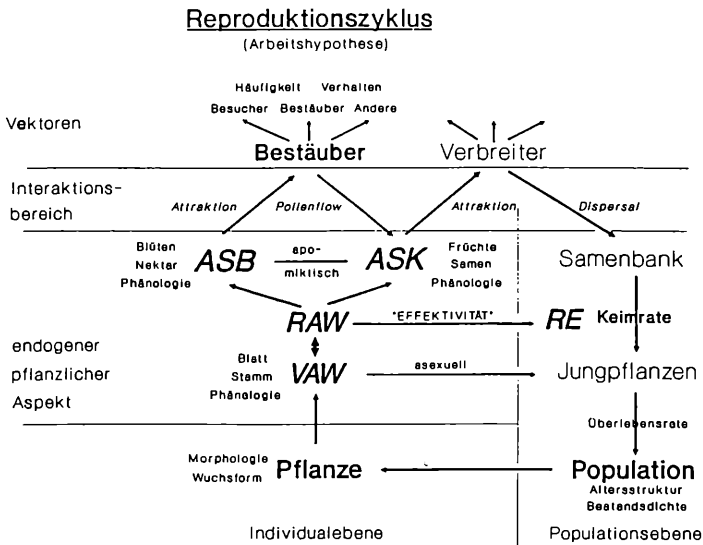 Reproduktionszyklus
(Arbeitshypothese)
Häufigkeit Verhalten
Besucher Bestäuber Andere
Vektoren
Bestäuber Verbreiter
Interaktions-
bereich
Attraktion Pollenflow Attraktion Dispersal
Blüten
Nektar
Phänologie
ASB
apo-
miktisch
ASK
Früchte
Samen
Phänologie
Samenbank
RAW "EFFEKTIVITÄT" RE Keimrate
endogener
pflanzlicher
Aspekt
Blatt
Stamm
Phänologie
VAW asexuell Jungpflanzen
Überlebensrate
Morphologie
Wuchsform
Pflanze Population
Altersstruktur
Bestandsdichte
Individualebene Populationsebene